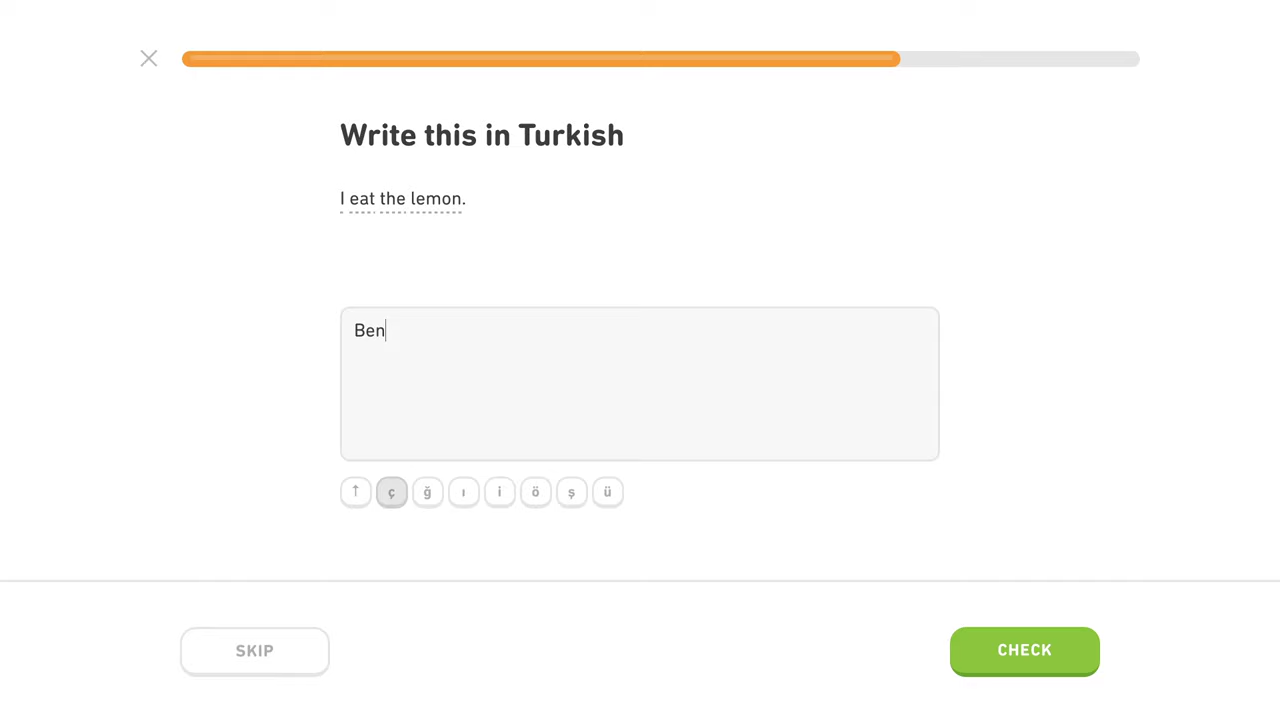 Write this in Turkish
I eat the lemon.
Ben
↑ ç ğ ı i ö ş ü
SKIP
CHECK